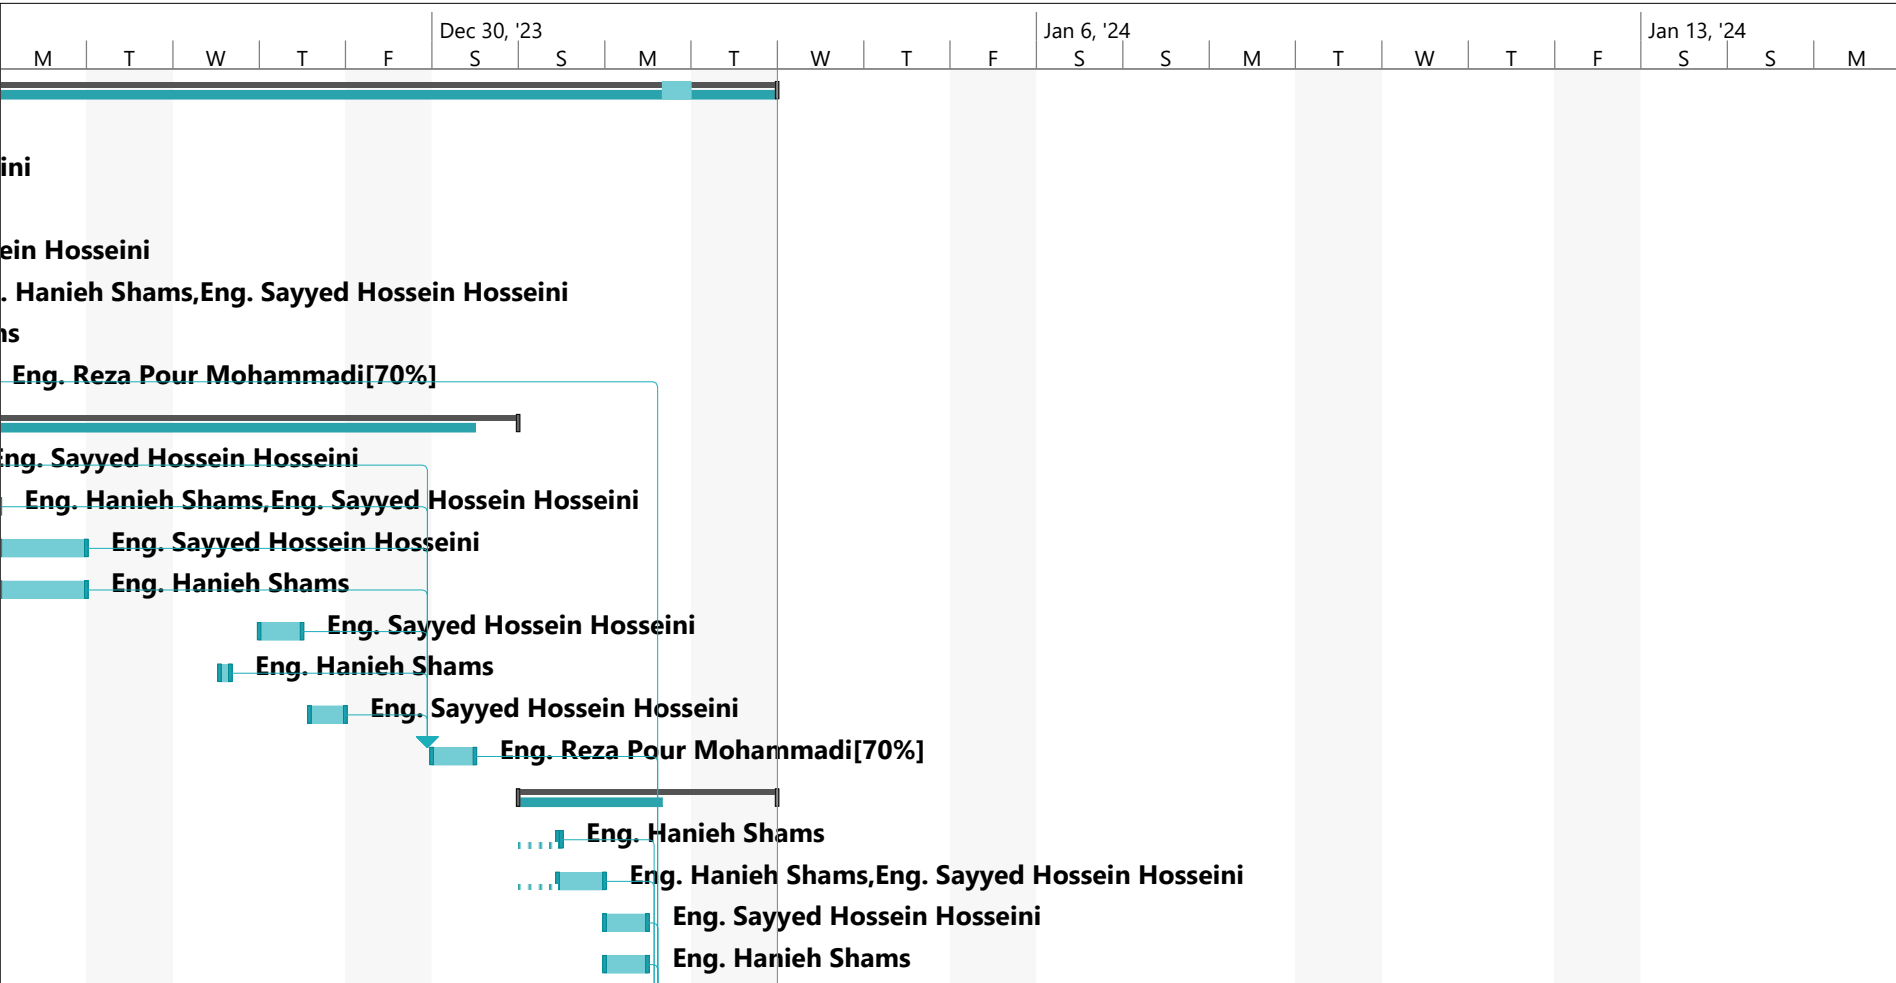 Dec 30, '23 Jan 6, '24 Jan 13, '24
M T W T F S S M T W T F S S M T W T F S S M
ini
ein Hosseini
. Hanieh Shams,Eng. Sayyed Hossein Hosseini
ns
Eng. Reza Pour Mohammadi[70%]
Eng. Sayyed Hossein Hosseini
Eng. Hanieh Shams,Eng. Sayyed Hossein Hosseini
Eng. Sayyed Hossein Hosseini
Eng. Hanieh Shams
Eng. Sayyed Hossein Hosseini
Eng. Hanieh Shams
Eng. Sayyed Hossein Hosseini
Eng. Reza Pour Mohammadi[70%]
Eng. Hanieh Shams
Eng. Hanieh Shams,Eng. Sayyed Hossein Hosseini
Eng. Sayyed Hossein Hosseini
Eng. Hanieh Shams